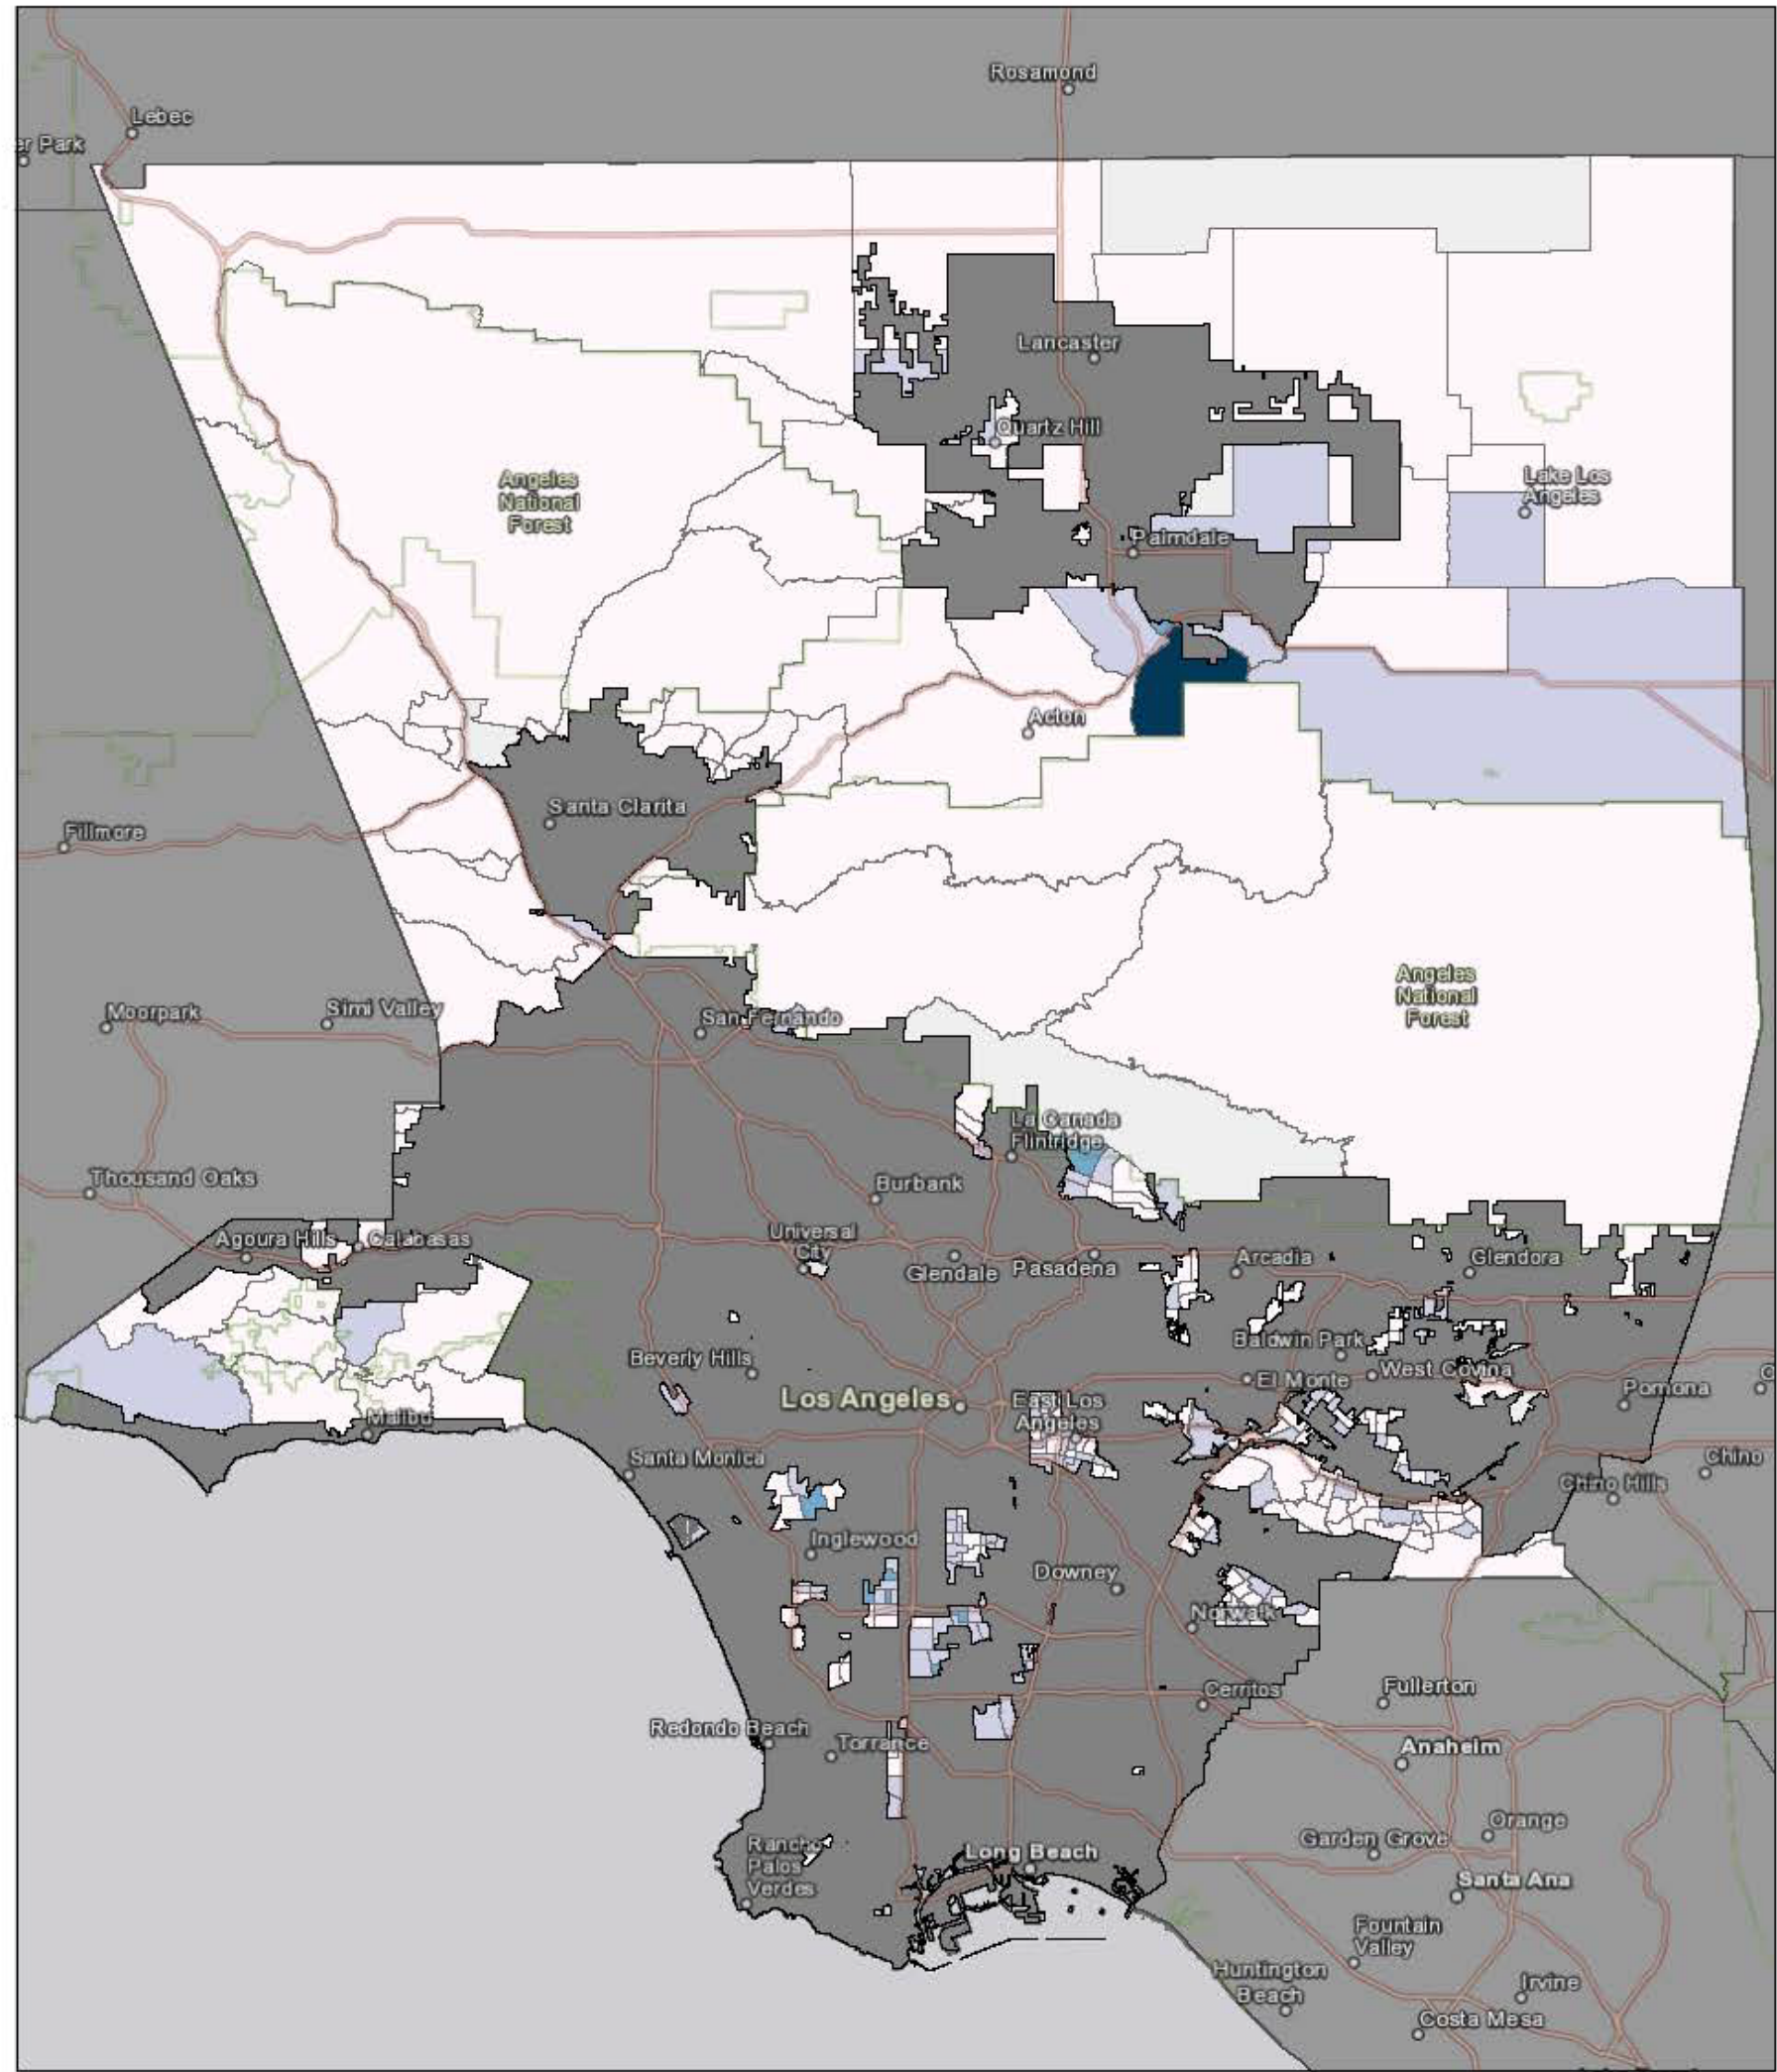 Rosamond
Lebec
er Park
Lancaster
Quartz Hill
Lake Los
Angeles
Angeles
National
Forest
Palmdale
Acton
Santa Clarita
Fillmore
Angeles
National
Forest
Moorpark
Simi Valley
San Fernando
La Canada
Flintridge
Thousand Oaks
Burbank
Agoura Hills
Calabasas
Universal
City
Glendale
Pasadena
Arcadia
Glendora
Baldwin Park
Beverly Hills
El Monte
West Covina
Pomona
O
Los Angeles
East Los
Angeles
Malibu
Santa Monica
Chino
Chino Hills
Inglewood
Downey
Norwalk
Cerritos
Fullerton
Redondo Beach
Torrance
Anaheim
Rancho
Palos
Verdes
Long Beach
Garden Grove
Orange
Santa Ana
Fountain
Valley
Huntington
Beach
Irvine
Costa Mesa